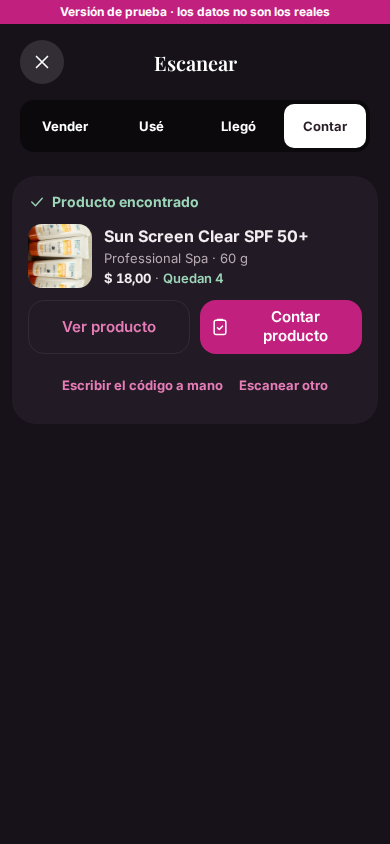 Versión de prueba · los datos no son los reales
Escanear
Vender
Usé
Llegó
Contar
Producto encontrado
Sun Screen Clear SPF 50+
Professional Spa · 60 g
$ 18,00 · Quedan 4
Ver producto
Contar
producto
Escribir el código a mano
Escanear otro